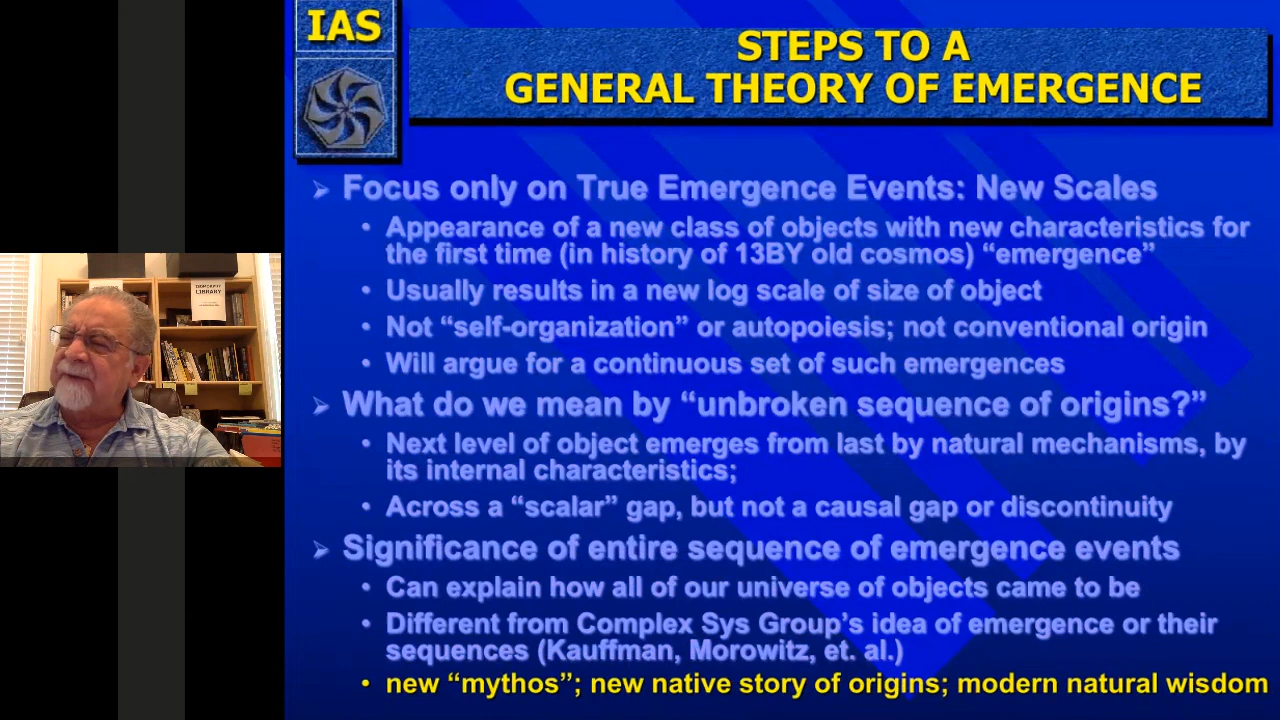 IAS
STEPS TO A
GENERAL THEORY OF EMERGENCE
➢ Focus only on True Emergence Events: New Scales
• Appearance of a new class of objects with new characteristics for
the first time (in history of 13BY old cosmos) “emergence”
• Usually results in a new log scale of size of object
• Not “self-organization” or autopoiesis; not conventional origin
• Will argue for a continuous set of such emergences
➢ What do we mean by “unbroken sequence of origins?”
• Next level of object emerges from last by natural mechanisms, by
its internal characteristics;
• Across a “scalar” gap, but not a causal gap or discontinuity
➢ Significance of entire sequence of emergence events
• Can explain how all of our universe of objects came to be
• Different from Complex Sys Group’s idea of emergence or their
sequences (Kauffman, Morowitz, et. al.)
• new “mythos”; new native story of origins; modern natural wisdom
LIBRARY